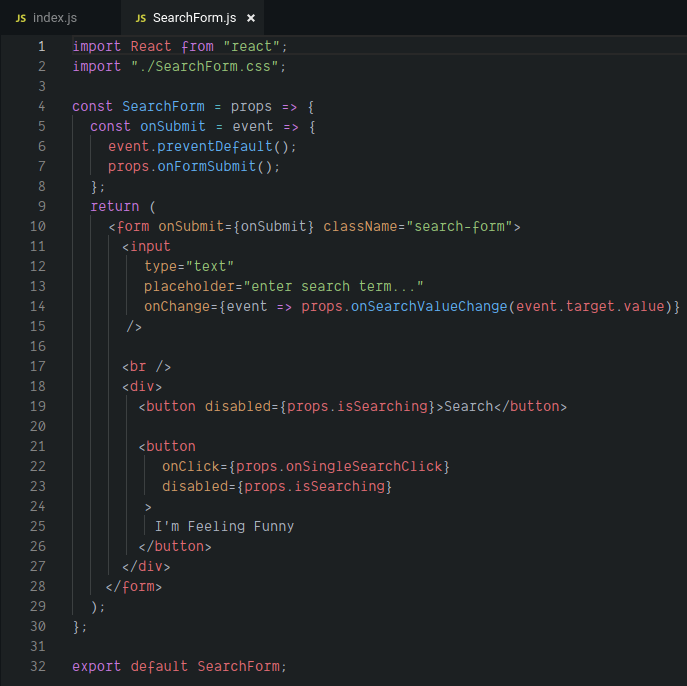 JS index.js JS SearchForm.js ×
1 import React from "react";
2 import "./SearchForm.css";
3
4 const SearchForm = props => {
5 const onSubmit = event => {
6 event.preventDefault();
7 props.onFormSubmit();
8 };
9 return (
10 <form onSubmit={onSubmit} className="search-form">
11 <input
12 type="text"
13 placeholder="enter search term..."
14 onChange={event => props.onSearchValueChange(event.target.value)}
15 />
16
17 <br />
18 <div>
19 <button disabled={props.isSearching}>Search</button>
20
21 <button
22 onClick={props.onSingleSearchClick}
23 disabled={props.isSearching}
24 >
25 I'm Feeling Funny
26 </button>
27 </div>
28 </form>
29 );
30 };
31
32 export default SearchForm;